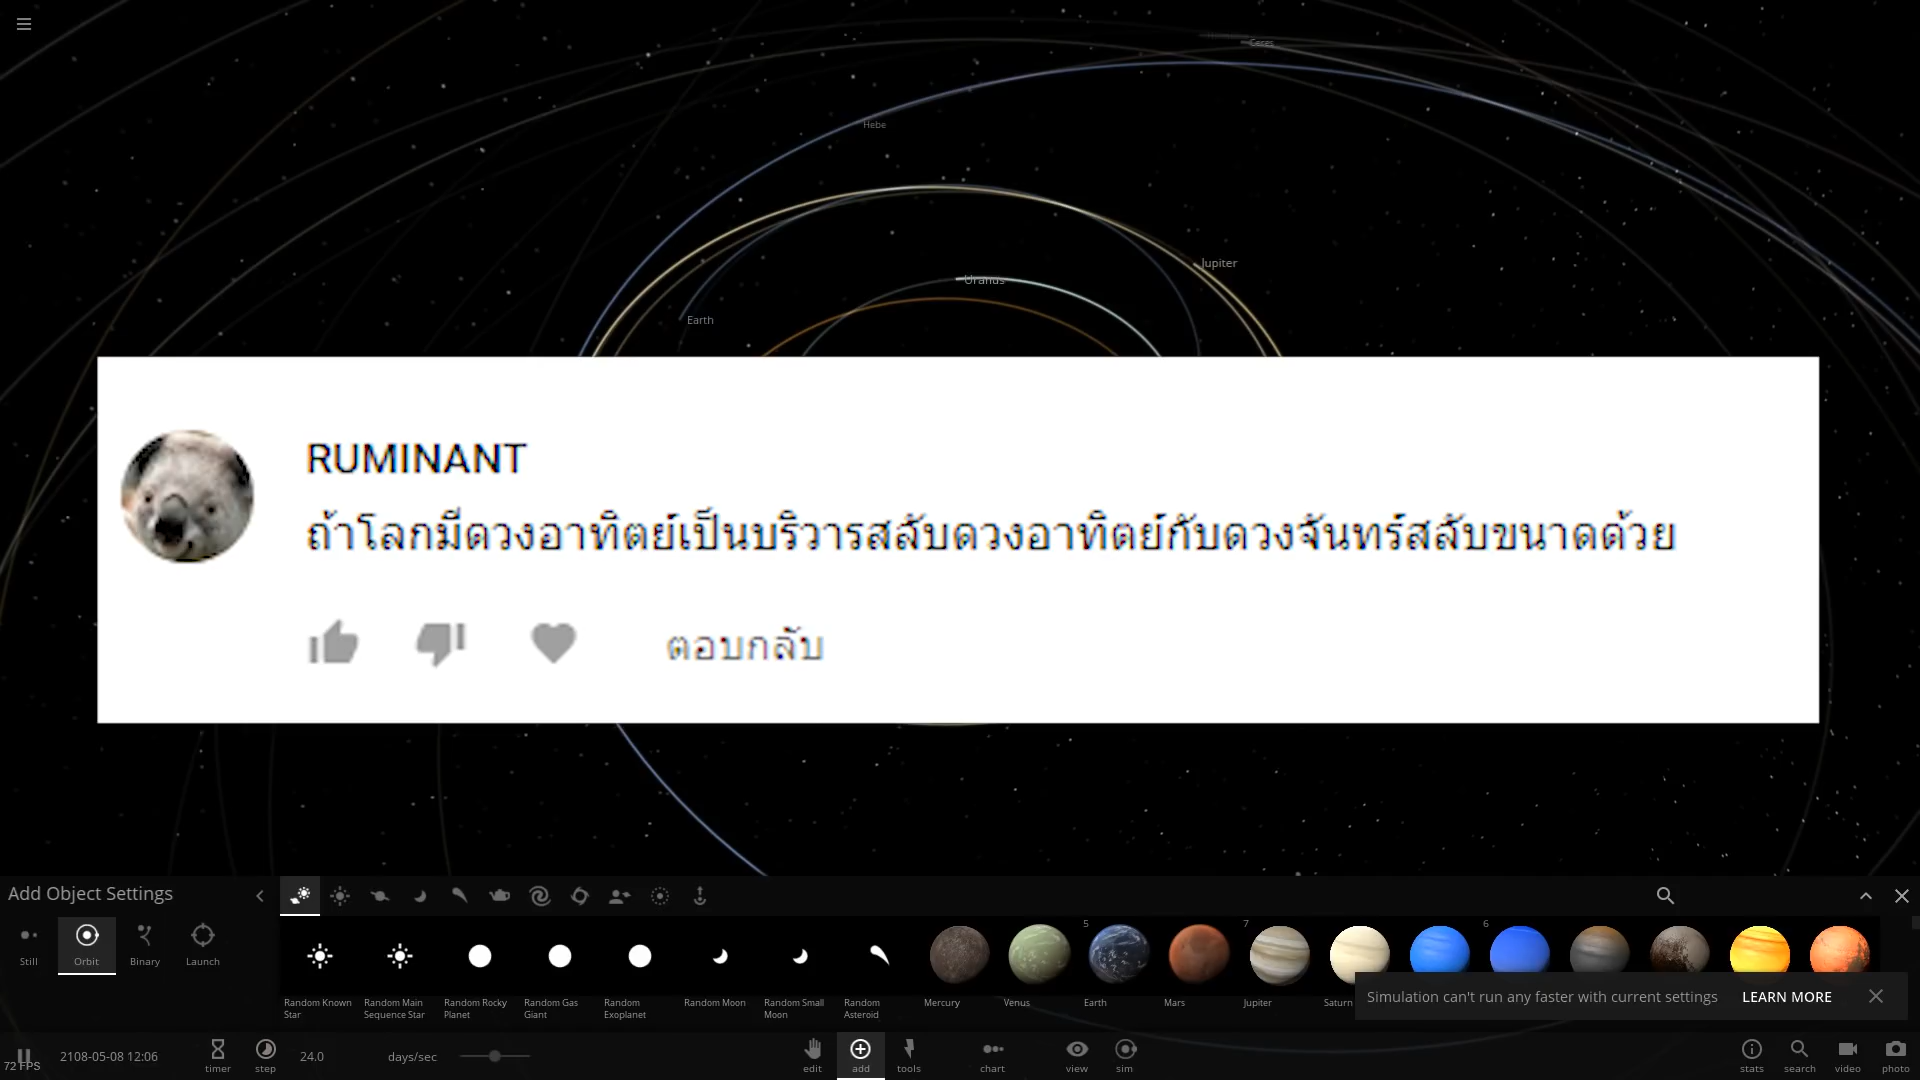 Ceres
Hebe
Jupiter
Uranus
Earth
RUMINANT
ถ้าโลกมีดวงอาทิตย์เป็นบริวารสลับดวงอาทิตย์กับดวงจันทร์สลับขนาดด้วย
ตอบกลับ
Add Object Settings
Still
Orbit
Binary
Launch
5
7
6
Random Known Star
Random Main Sequence Star
Random Rocky Planet
Random Gas Giant
Random Exoplanet
Random Moon
Random Small Moon
Random Asteroid
Mercury
Venus
Earth
Mars
Jupiter
Saturn
Simulation can't run any faster with current settings
LEARN MORE
72 FPS
2108-05-08 12:06
timer
step
24.0
days/sec
edit
add
tools
chart
view
sim
stats
search
video
photo